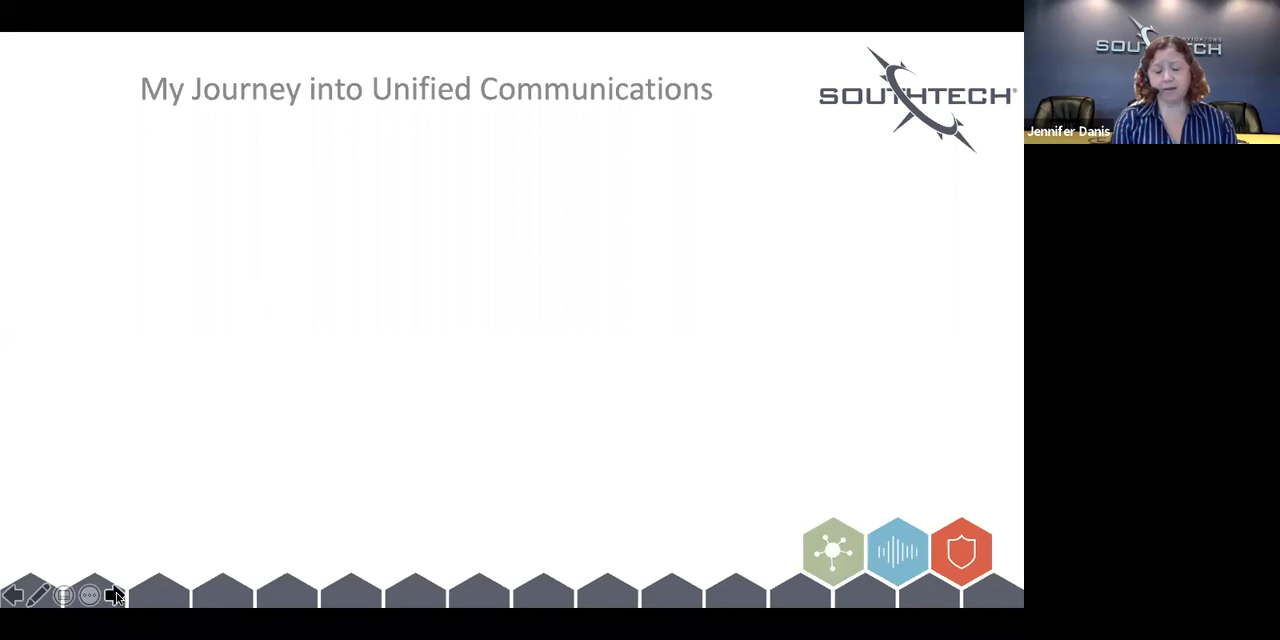 My Journey into Unified Communications
SOUTHTECH®
SOUTHTECH
Jennifer Danis